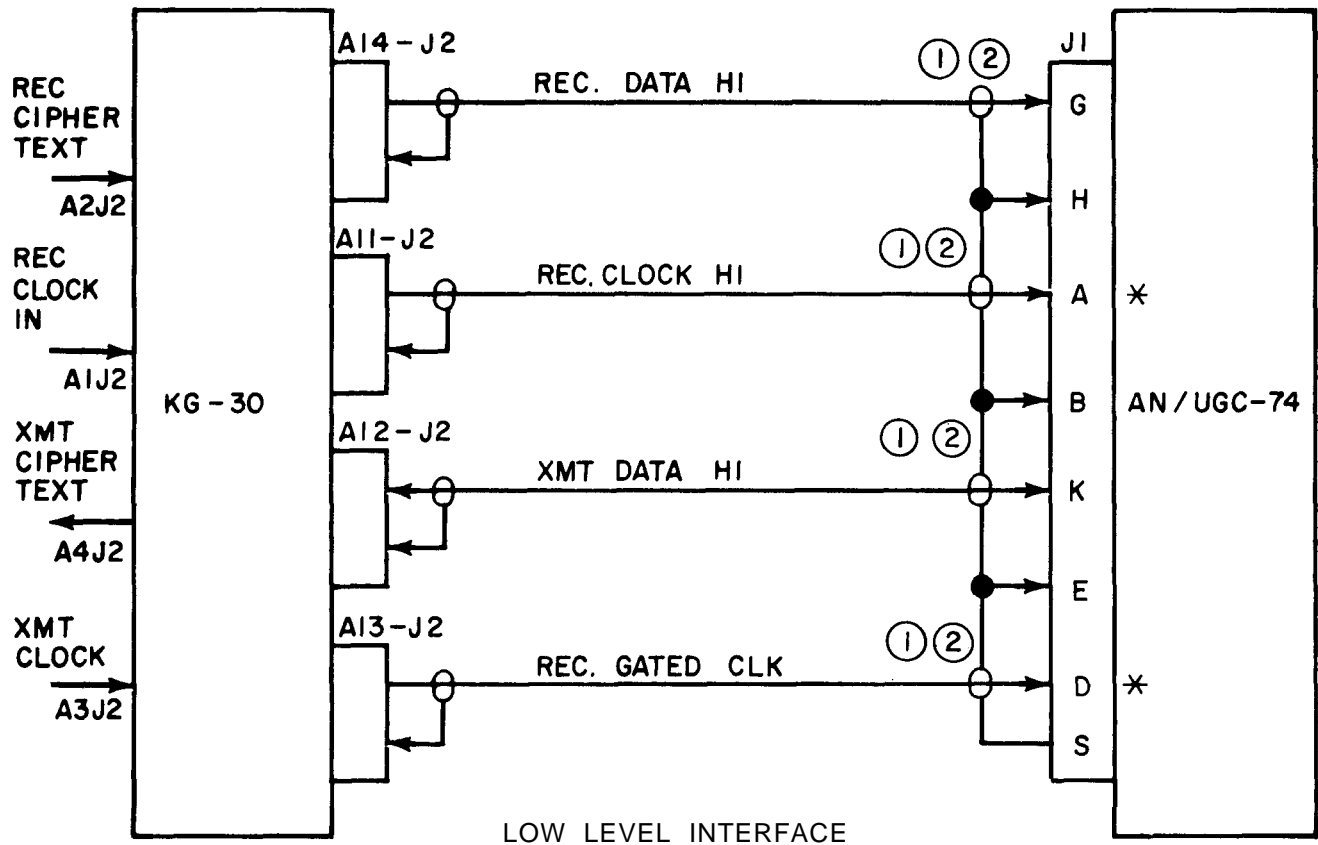 REC
CIPHER
TEXT
A2J2
REC
CLOCK
IN
A1J2
XMT
CIPHER
TEXT
A4J2
XMT
CLOCK
A3J2
KG-30
A14-J2
REC. DATA HI
A11-J2
REC. CLOCK HI
A12-J2
XMT DATA HI
A13-J2
REC. GATED CLK
1 2
1 2
1 2
1 2
J1
G
H
A *
B
K
E
D *
S
AN/UGC-74
LOW LEVEL INTERFACE